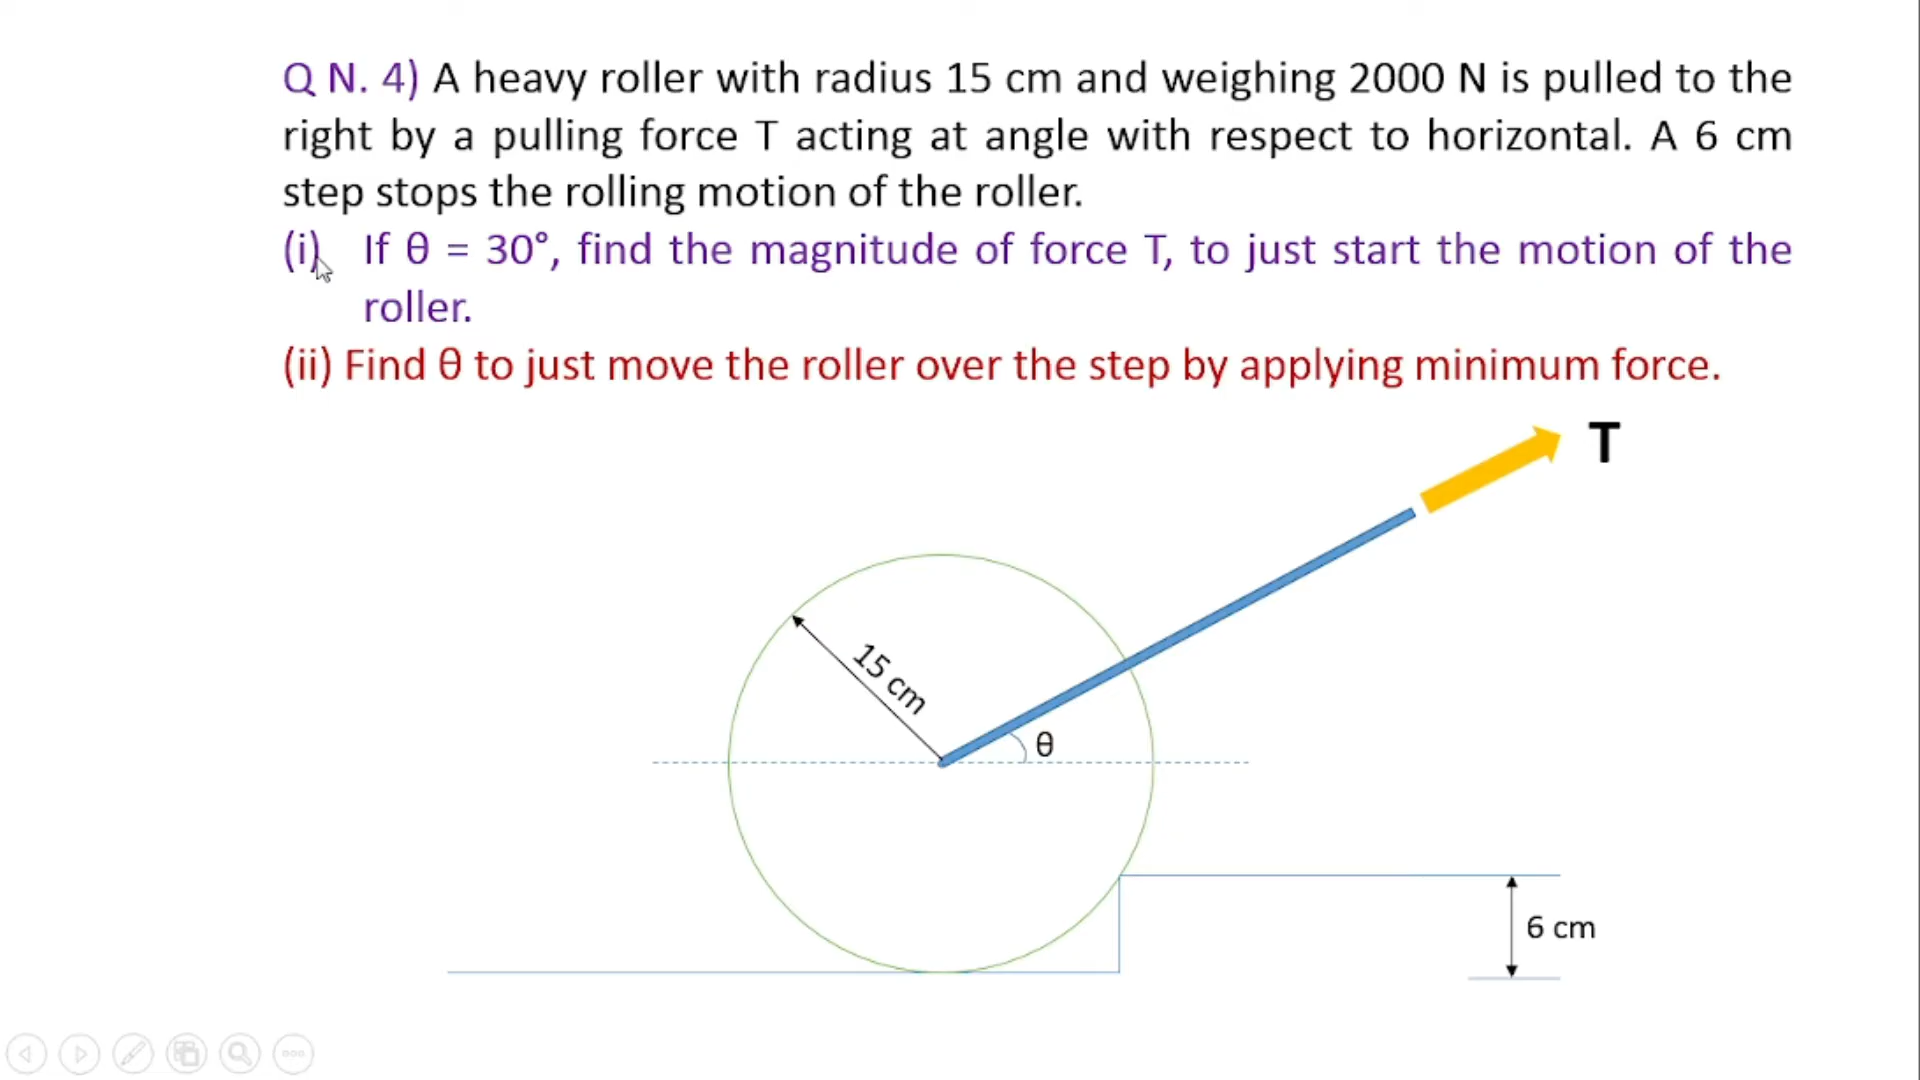 Q N. 4) A heavy roller with radius 15 cm and weighing 2000 N is pulled to the
right by a pulling force T acting at angle with respect to horizontal. A 6 cm
step stops the rolling motion of the roller.
(i) If θ = 30°, find the magnitude of force T, to just start the motion of the
roller.
(ii) Find θ to just move the roller over the step by applying minimum force.
T
15 cm
θ
6 cm